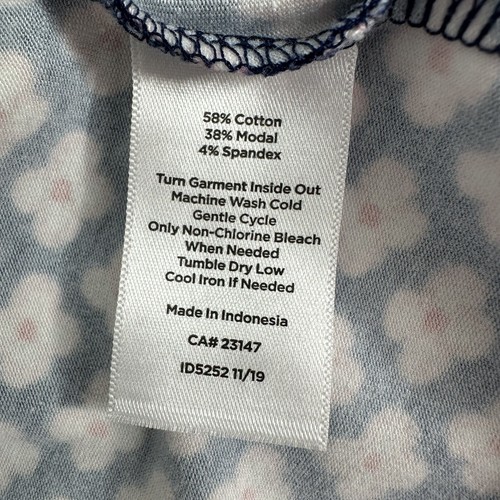 58% Cotton
38% Modal
4% Spandex
Turn Garment Inside Out
Machine Wash Cold
Gentle Cycle
Only Non-Chlorine Bleach
When Needed
Tumble Dry Low
Cool Iron If Needed
Made In Indonesia
CA# 23147
ID5252 11/19